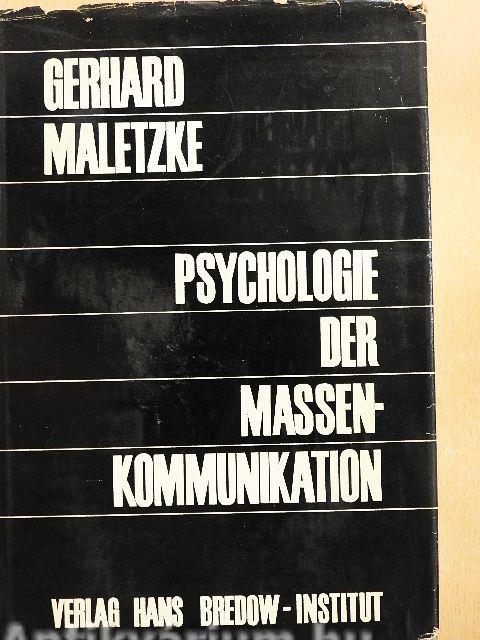 GERHARD
MALETZKE
PSYCHOLOGIE
DER
MASSEN-
KOMMUNIKATION
VERLAG HANS BREDOW-INSTITUT